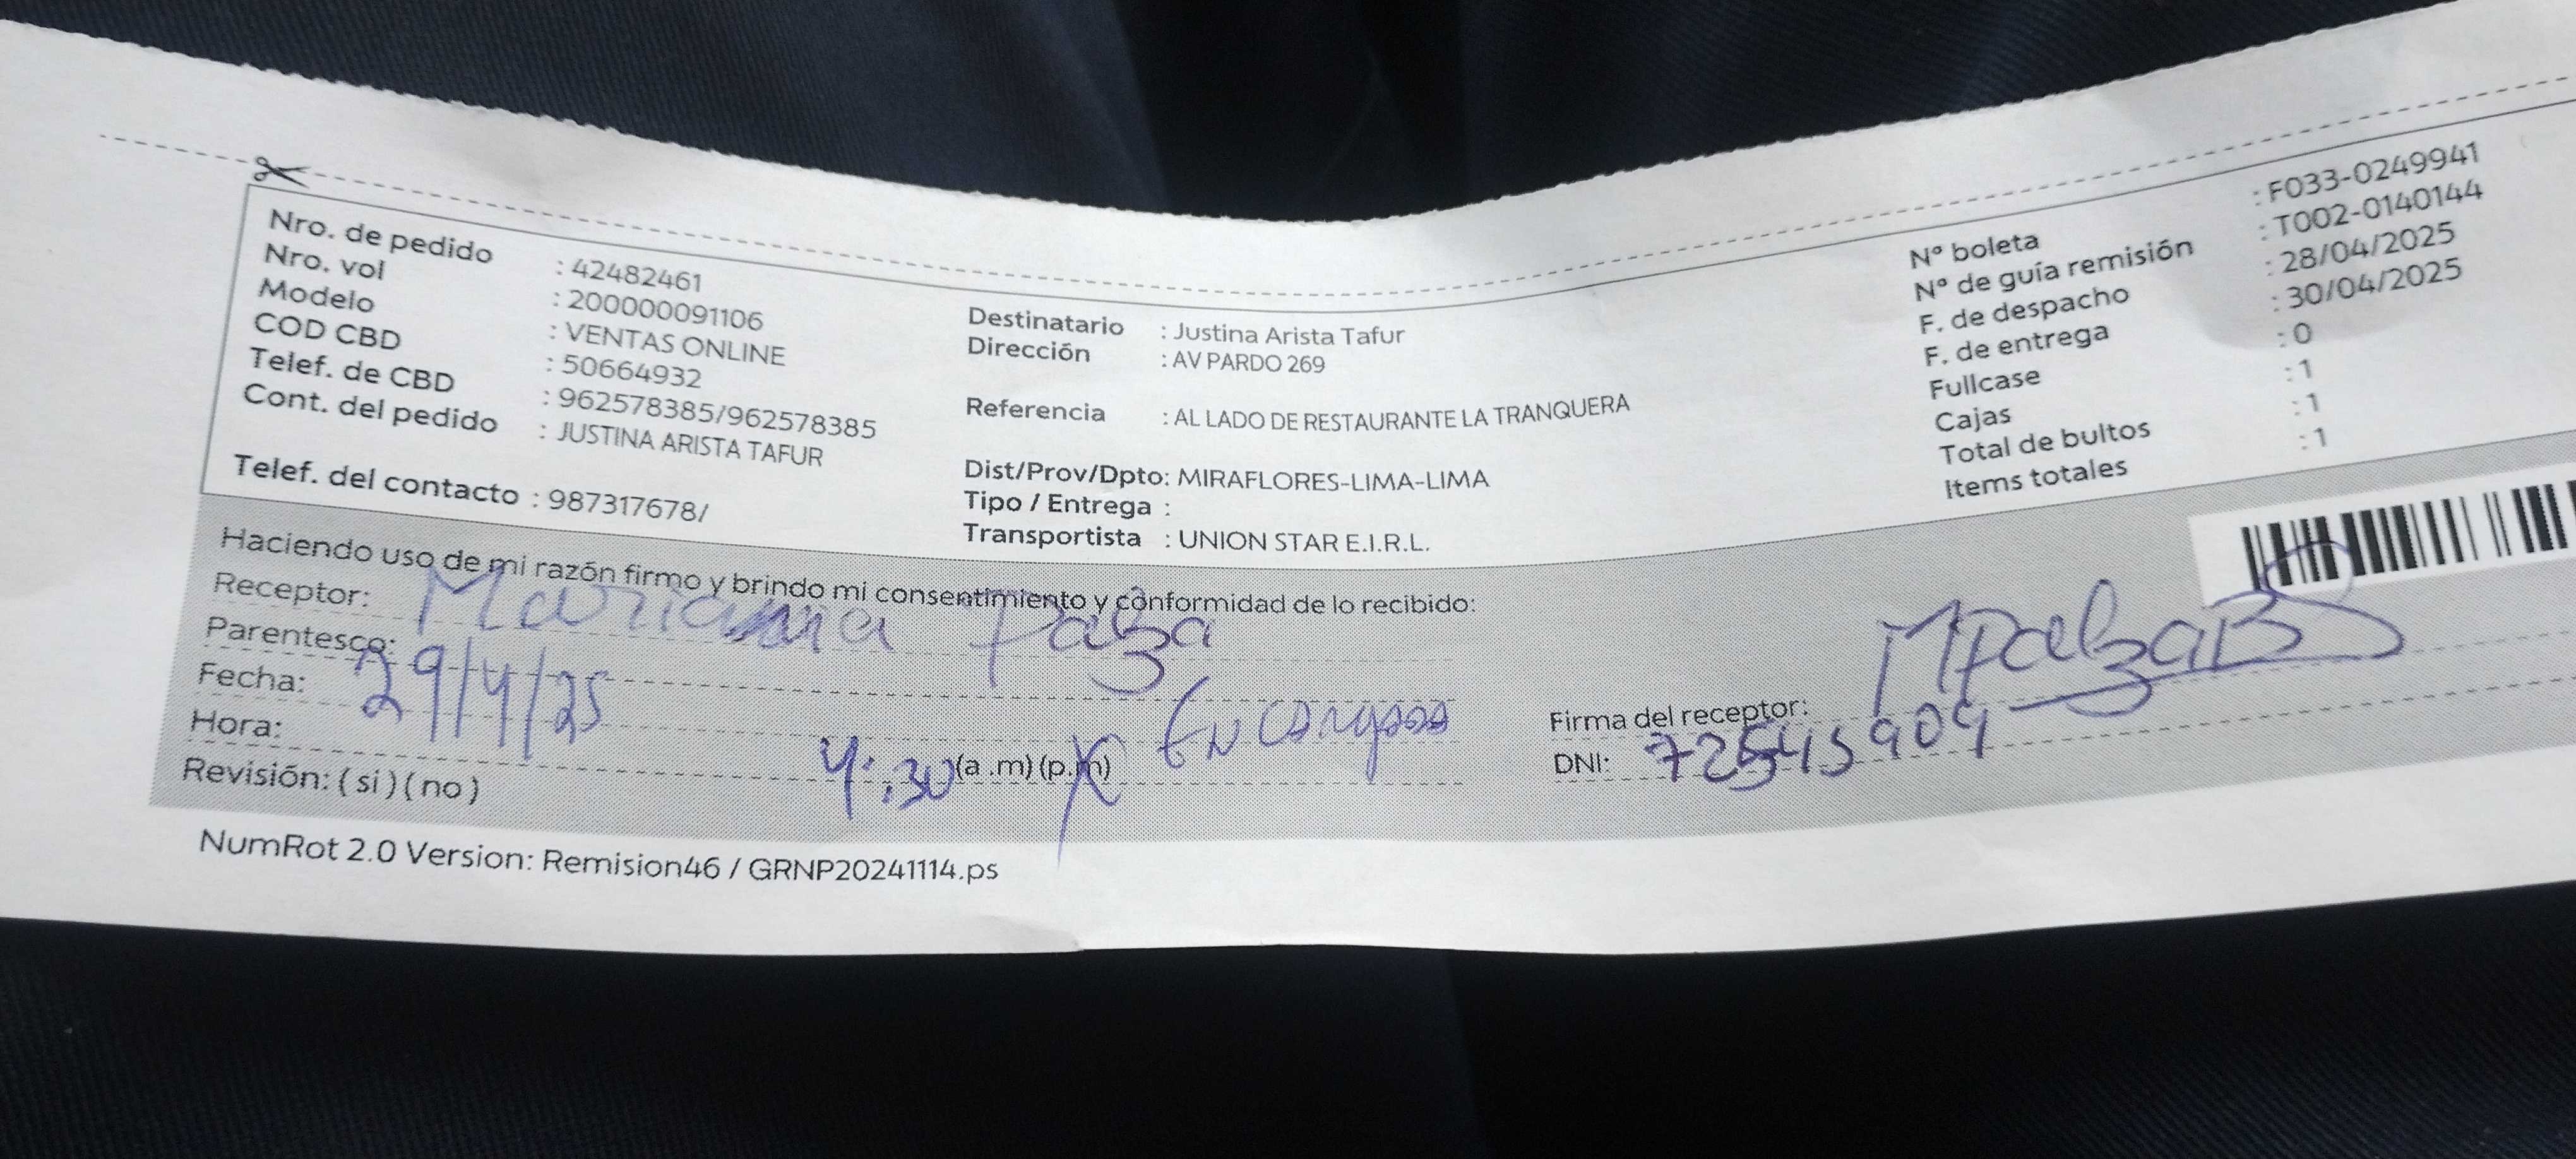 Nro. de pedido : 42482461
Nro. vol : 200000091106
Modelo : VENTAS ONLINE
COD CBD : 50664932
Telef. de CBD : 962578385/962578385
Cont. del pedido : JUSTINA ARISTA TAFUR
Telef. del contacto : 987317678/
Destinatario : Justina Arista Tafur
Dirección : AV PARDO 269
Referencia : AL LADO DE RESTAURANTE LA TRANQUERA
Dist/Prov/Dpto: MIRAFLORES-LIMA-LIMA
Tipo / Entrega :
Transportista : UNION STAR E.I.R.L.
N° boleta : F033-0249941
N° de guía remisión : T002-0140144
F. de despacho : 28/04/2025
F. de entrega : 30/04/2025
Fullcase : 0
Cajas : 1
Total de bultos : 1
Items totales : 1
Haciendo uso de mi razón firmo y brindo mi consentimiento y conformidad de lo recibido:
Receptor: Mariana
Parentesco:
Fecha: 29/4/25
Hora: 4:30 (a .m) (p.m)
Revisión: ( si ) ( no )
Firma del receptor:
DNI:
NumRot 2.0 Version: Remision46 / GRNP20241114.ps